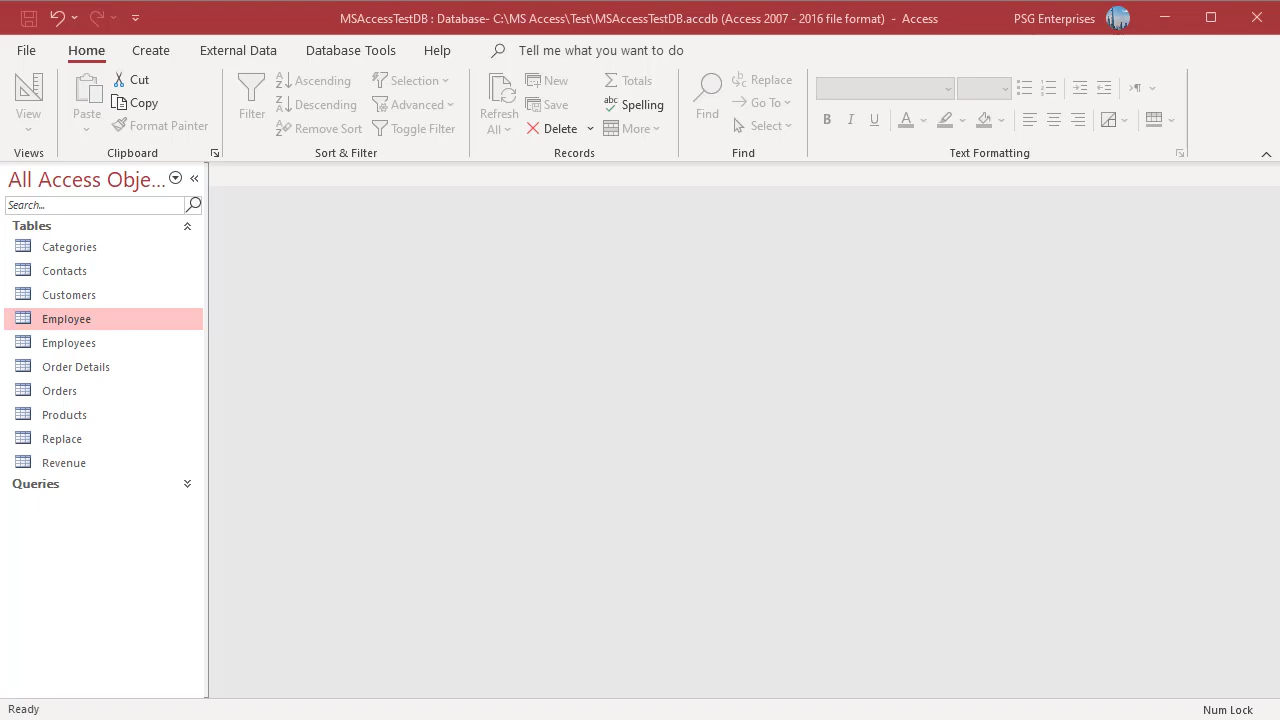 MSAccessTestDB : Database- C:\MS Access\Test\MSAccessTestDB.accdb (Access 2007 - 2016 file format) - Access
PSG Enterprises
File Home Create External Data Database Tools Help Tell me what you want to do
View
Views
Paste
Cut
Copy
Format Painter
Clipboard
Filter
Ascending
Descending
Remove Sort
Selection
Advanced
Toggle Filter
Sort & Filter
Refresh
All
New
Save
Delete
Totals
abc
Spelling
More
Records
Find
Replace
Go To
Select
Find
B I U A
Text Formatting
All Access Obje...
Search...
Tables
Categories
Contacts
Customers
Employee
Employees
Order Details
Orders
Products
Replace
Revenue
Queries
Ready
Num Lock